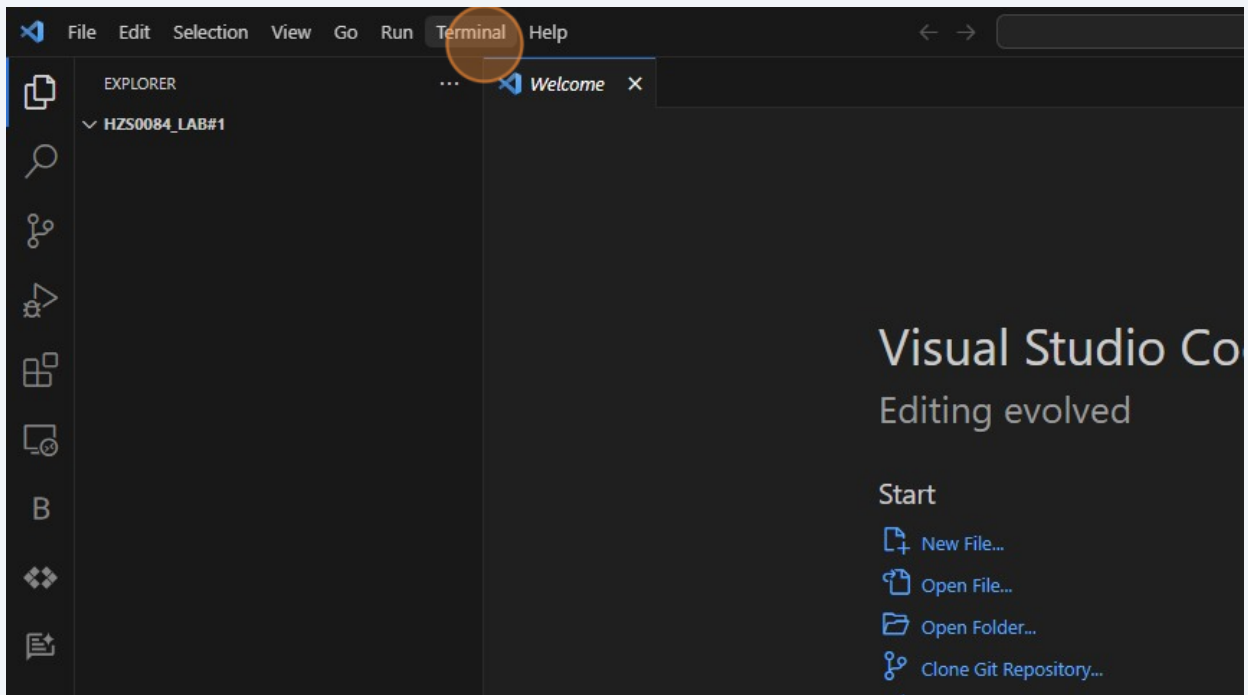 File Edit Selection View Go Run Terminal Help
EXPLORER ... Welcome
HZS0084_LAB#1
Visual Studio Co
Editing evolved
B
Start
New File...
Open File...
Open Folder...
Clone Git Repository...